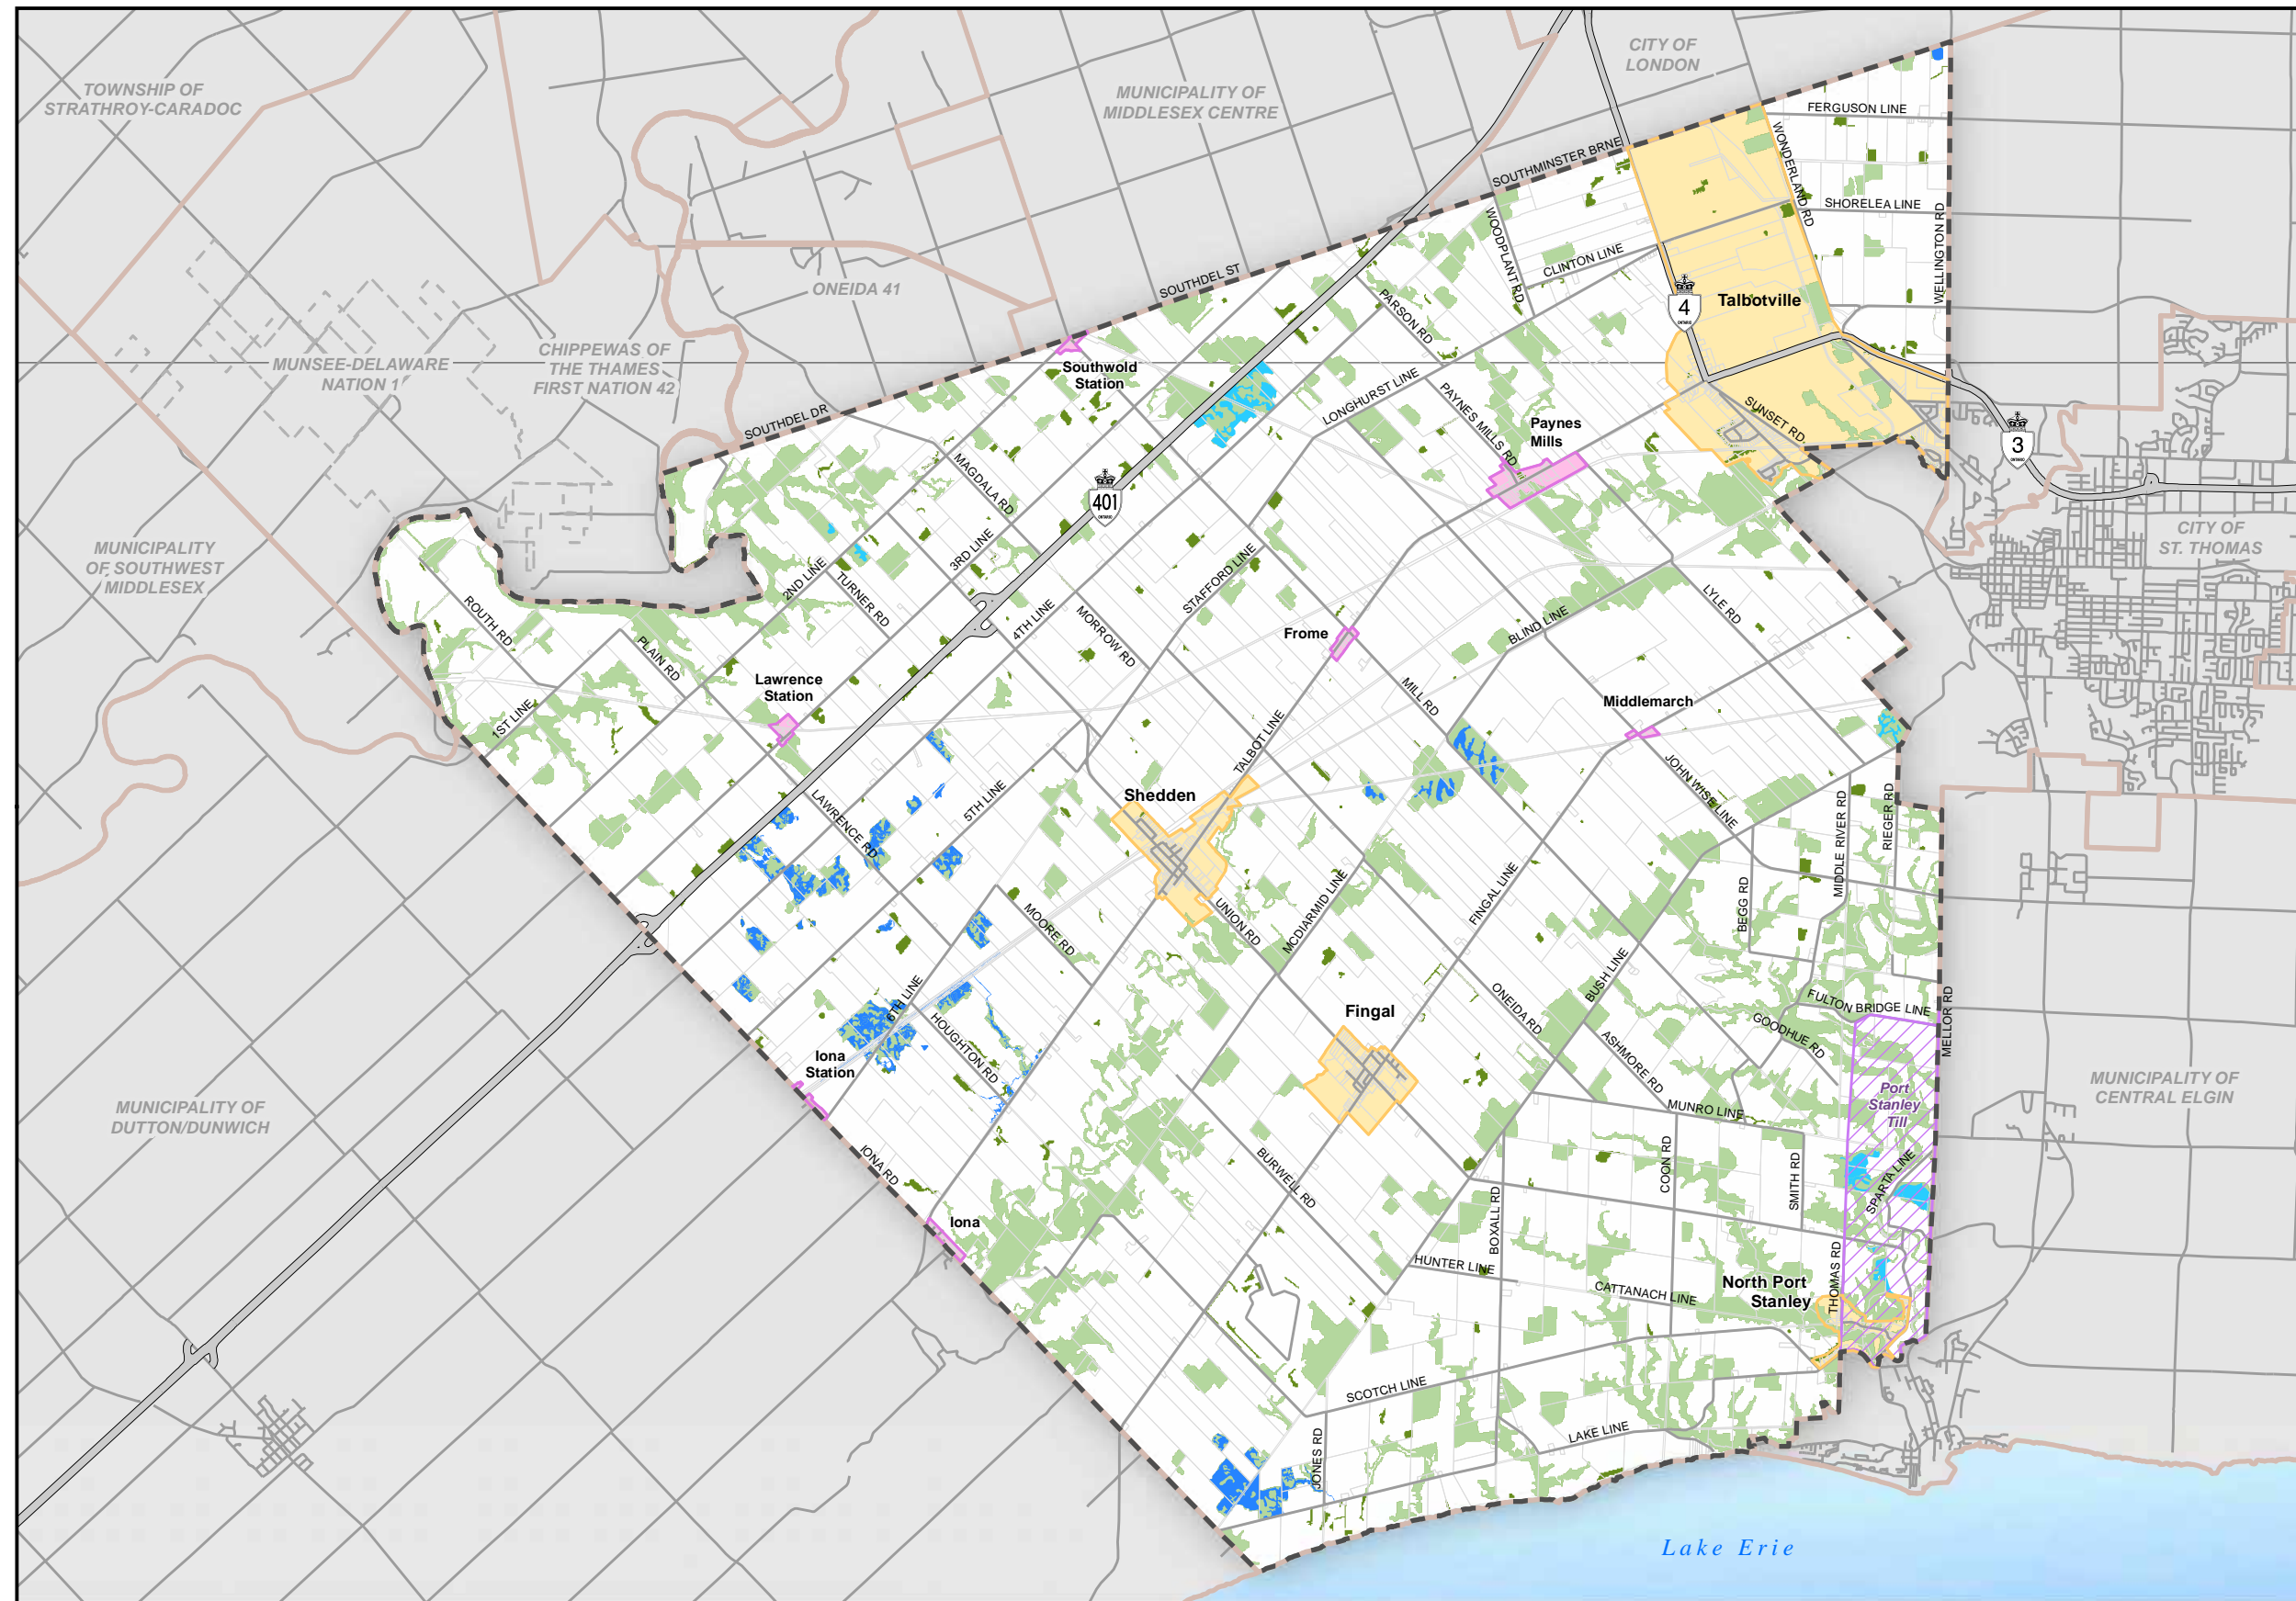 TOWNSHIP OF
STRATHROY-CARADOC
MUNICIPALITY OF
MIDDLESEX CENTRE
CITY OF
LONDON
FERGUSON LINE
WONDERLAND RD
SOUTHMINSTER BRNE
SHORELEA LINE
WELLINGTON RD
WOODPLANT RD
CLINTON LINE
SOUTHDEL ST
ONEIDA 41
PARSON RD
4
ONTARIO
Talbotville
MUNSEE-DELAWARE
NATION 1
CHIPPEWAS OF
THE THAMES
FIRST NATION 42
Southwold
Station
LONGHURST LINE
PAYNES MILLS RD
SOUTHDEL DR
Paynes
Mills
SUNSET RD
3
ONTARIO
MAGDALA RD
401
ONTARIO
CITY OF
ST. THOMAS
MUNICIPALITY
OF SOUTHWEST
MIDDLESEX
3RD LINE
2ND LINE
TURNER RD
STAFFORD LINE
ROUTH RD
4TH LINE
MORROW RD
LYLE RD
BLIND LINE
Frome
PLAIN RD
Lawrence
Station
MILL RD
Middlemarch
1ST LINE
TALBOT LINE
JOHN WISE LINE
Shedden
LAWRENCE RD
5TH LINE
MIDDLE RIVER RD
RIEGER RD
BEGG RD
MOORE RD
UNION RD
MCDIARMID LINE
FINGAL LINE
BUSH LINE
ONEIDA RD
6TH LINE
HOUGHTON RD
Fingal
FULTON BRIDGE LINE
GOODHUE RD
MELLOR RD
Iona
Station
ASHMORE RD
MUNRO LINE
Port
Stanley
Till
MUNICIPALITY OF
CENTRAL ELGIN
MUNICIPALITY OF
DUTTON/DUNWICH
IONA RD
BURWELL RD
COON RD
SMITH RD
SPARTA LINE
BOXALL RD
Iona
HUNTER LINE
CATTANACH LINE
THOMAS RD
North Port
Stanley
SCOTCH LINE
LAKE LINE
JONES RD
Lake Erie